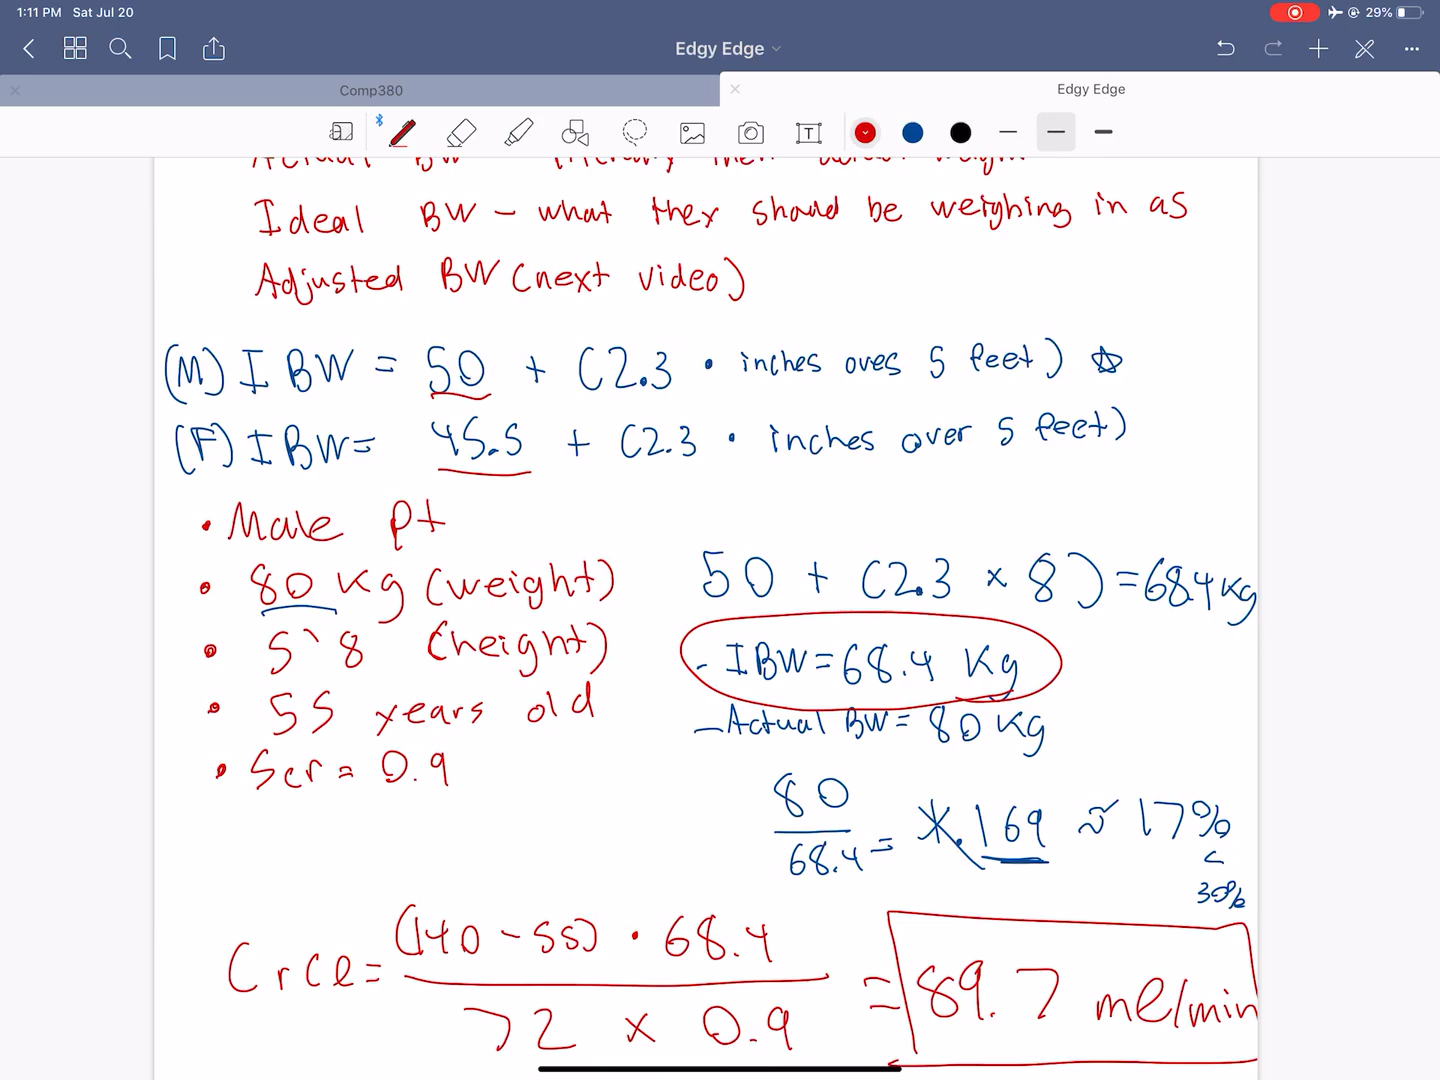 1:11 PM Sat Jul 20
29%
Edgy Edge
Comp380
Edgy Edge
T
Actual BW
weight
Ideal BW - what they should be weighing in as
Adjusted BW (next video)
(M) IBW = 50 + (2.3 • inches over 5 feet) ☆
(F) IBW= 45.5 + (2.3 • inches over 5 feet)
• Male pt
• 80 kg (weight)
• 5`8 (height)
• 55 years old
• Scr = 0.9
50 + (2.3 × 8) = 68.4 kg
- IBW = 68.4 kg
- Actual BW = 80 kg
80
68.4 = .169 ≈ 17%
<
30%
(140 - 55) • 68.4
CrCl =
72 x 0.9
= 89.7 ml/min